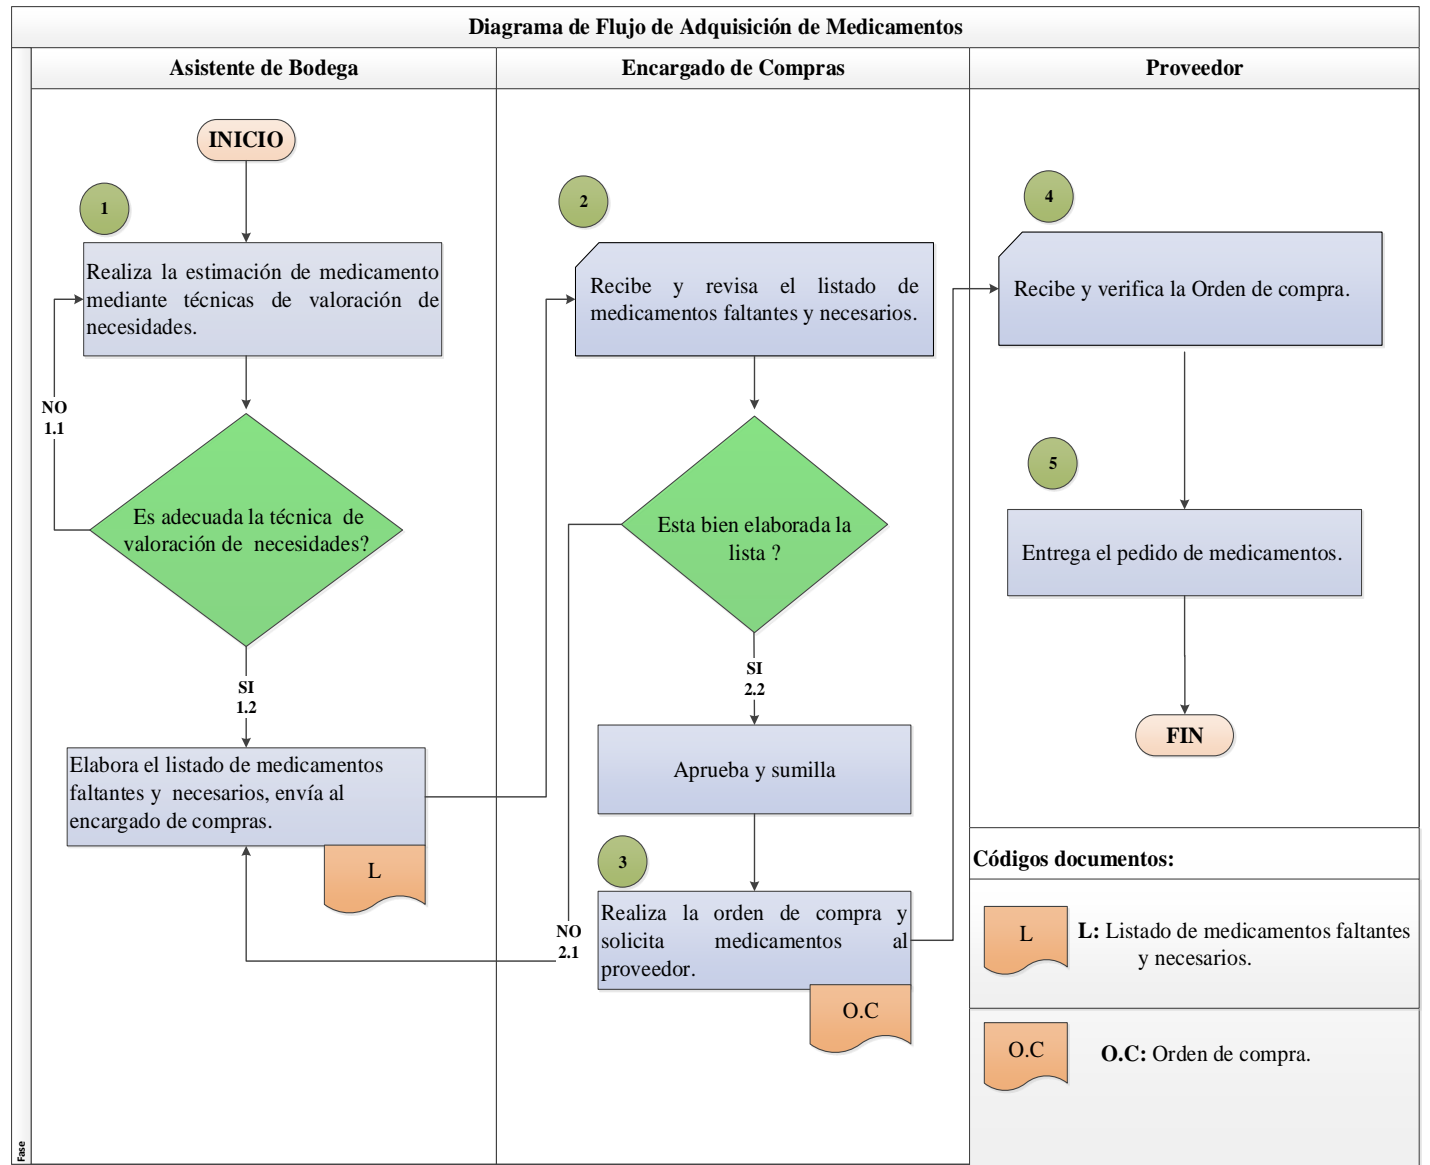 Diagrama de Flujo de Adquisición de Medicamentos
Asistente de Bodega
Encargado de Compras
Proveedor
INICIO
1
Realiza la estimación de medicamento
mediante técnicas de valoración de
necesidades.
NO
1.1
Es adecuada la técnica de
valoración de necesidades?
SI
1.2
Elabora el listado de medicamentos
faltantes y necesarios, envía al
encargado de compras.
L
2
Recibe y revisa el listado de
medicamentos faltantes y necesarios.
Esta bien elaborada la
lista ?
SI
2.2
Aprueba y sumilla
3
Realiza la orden de compra y
solicita medicamentos al
proveedor.
O.C
NO
2.1
4
Recibe y verifica la Orden de compra.
5
Entrega el pedido de medicamentos.
FIN
Códigos documentos:
L
L: Listado de medicamentos faltantes
y necesarios.
O.C
O.C: Orden de compra.
Fase